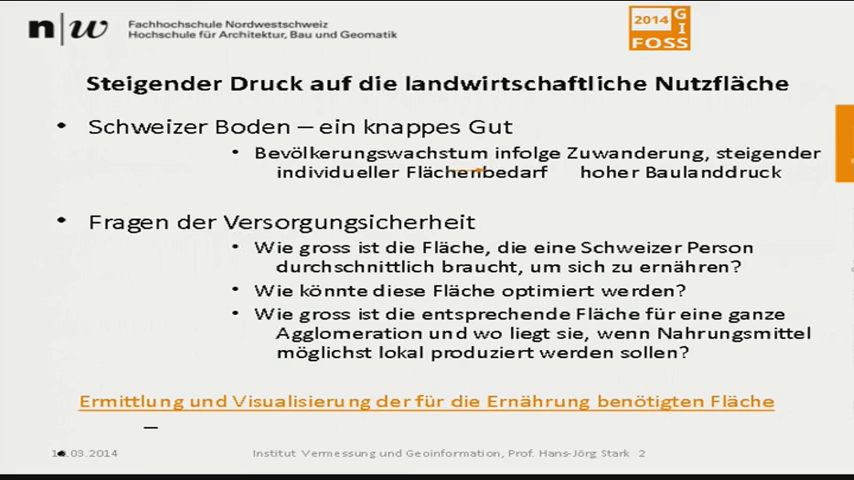 n|w Fachhochschule Nordwestschweiz
Hochschule für Architektur, Bau und Geomatik
2014 GI
FOSS
Steigender Druck auf die landwirtschaftliche Nutzfläche
• Schweizer Boden – ein knappes Gut
• Bevölkerungswachstum infolge Zuwanderung, steigender
individueller Flächenbedarf hoher Baulanddruck
• Fragen der Versorgungsicherheit
• Wie gross ist die Fläche, die eine Schweizer Person
durchschnittlich braucht, um sich zu ernähren?
• Wie könnte diese Fläche optimiert werden?
• Wie gross ist die entsprechende Fläche für eine ganze
Agglomeration und wo liegt sie, wenn Nahrungsmittel
möglichst lokal produziert werden sollen?
Ermittlung und Visualisierung der für die Ernährung benötigten Fläche
–
.03.2014 Institut Vermessung und Geoinformation, Prof. Hans-Jörg Stark 2